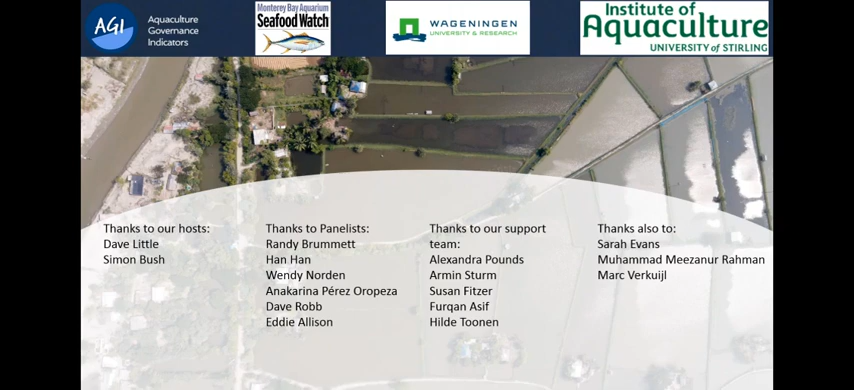 AGI
Aquaculture
Governance
Indicators
Monterey Bay Aquarium
Seafood Watch
WAGENINGEN
UNIVERSITY & RESEARCH
Institute of
Aquaculture
UNIVERSITY of STIRLING
Thanks to our hosts:
Dave Little
Simon Bush
Thanks to Panelists:
Randy Brummett
Han Han
Wendy Norden
Anakarina Pérez Oropeza
Dave Robb
Eddie Allison
Thanks to our support
team:
Alexandra Pounds
Armin Sturm
Susan Fitzer
Furqan Asif
Hilde Toonen
Thanks also to:
Sarah Evans
Muhammad Meezanur Rahman
Marc Verkuijl